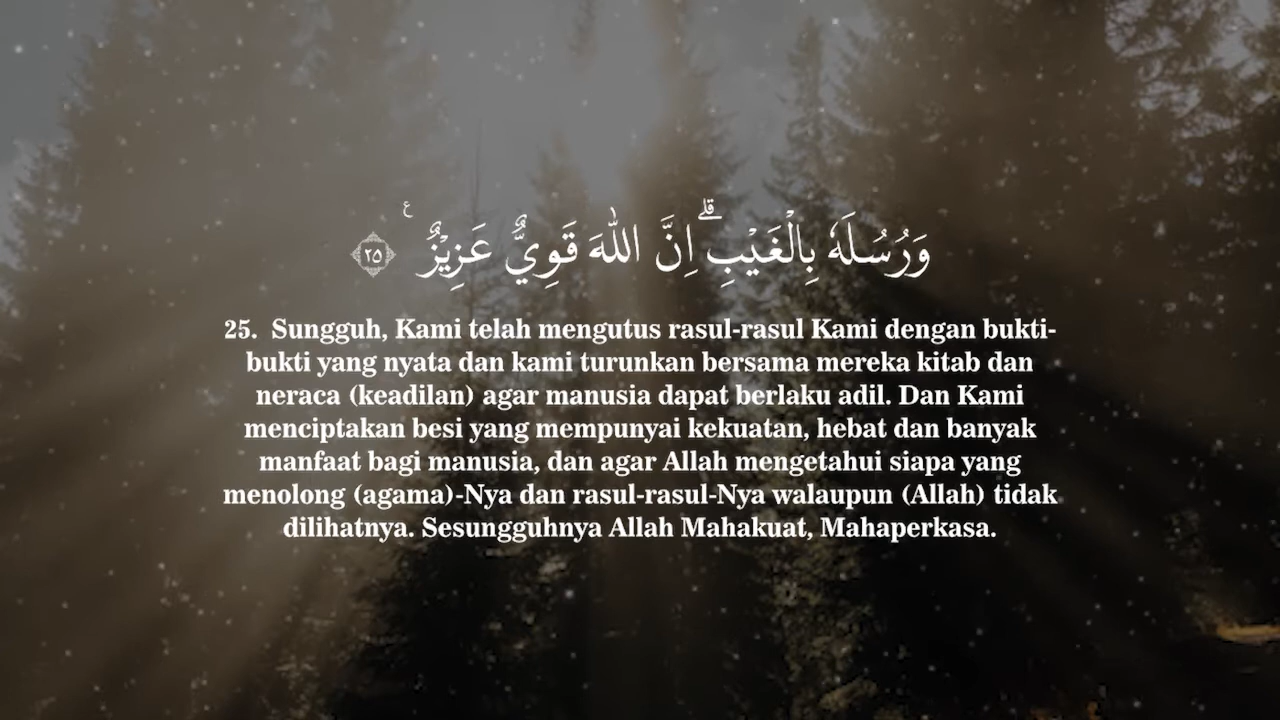 وَرُسُلَهٗ بِالْغَيْبِۗ اِنَّ اللّٰهَ قَوِيٌّ عَزِيْزٌ ࣖ ٢٥
25. Sungguh, Kami telah mengutus rasul-rasul Kami dengan bukti-
bukti yang nyata dan kami turunkan bersama mereka kitab dan
neraca (keadilan) agar manusia dapat berlaku adil. Dan Kami
menciptakan besi yang mempunyai kekuatan, hebat dan banyak
manfaat bagi manusia, dan agar Allah mengetahui siapa yang
menolong (agama)-Nya dan rasul-rasul-Nya walaupun (Allah) tidak
dilihatnya. Sesungguhnya Allah Mahakuat, Mahaperkasa.